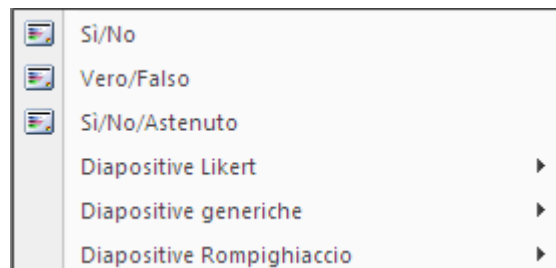 Sì/No
Vero/Falso
Sì/No/Astenuto
Diapositive Likert
Diapositive generiche
Diapositive Rompighiaccio